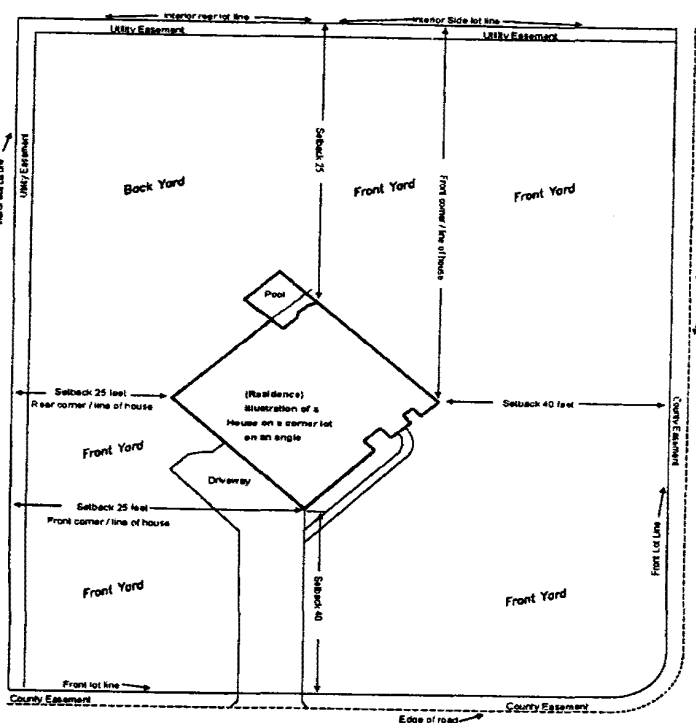 Interior rear lot line
Interior Side lot line
Utility Easement
Utility Easement
Utility Easement
Setback 25
Front corner / line of house
Back Yard
Front Yard
Front Yard
Pool
Setback 25 feet
Rear corner / line of house
(Residence)
Illustration of a
House on a corner lot
on an angle
Setback 40 feet
County Easement
Front Yard
Driveway
Setback 25 feet
Front corner / line of house
Front Lot Line
Setback 40
Front Yard
Front Yard
Front lot line
County Easement
County Easement
Edge of road